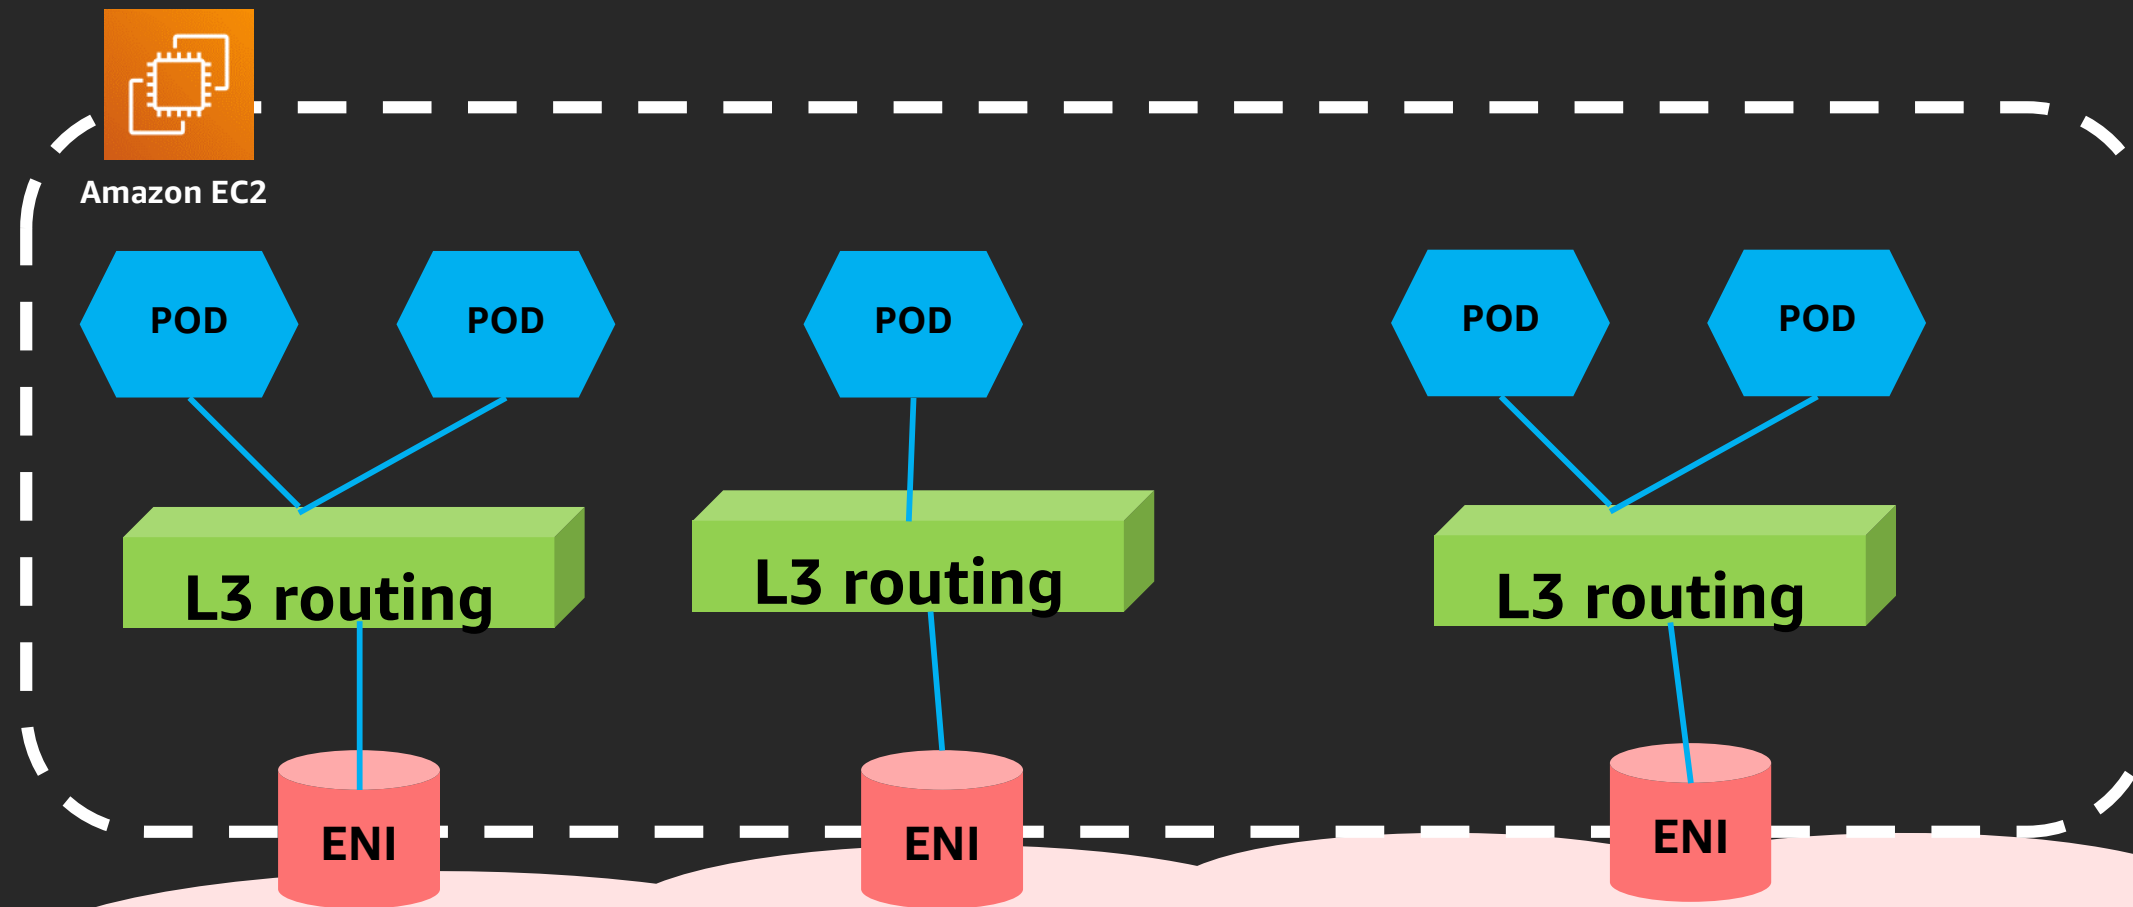 Amazon EC2
POD
POD
POD
POD
POD
L3 routing
L3 routing
L3 routing
ENI
ENI
ENI